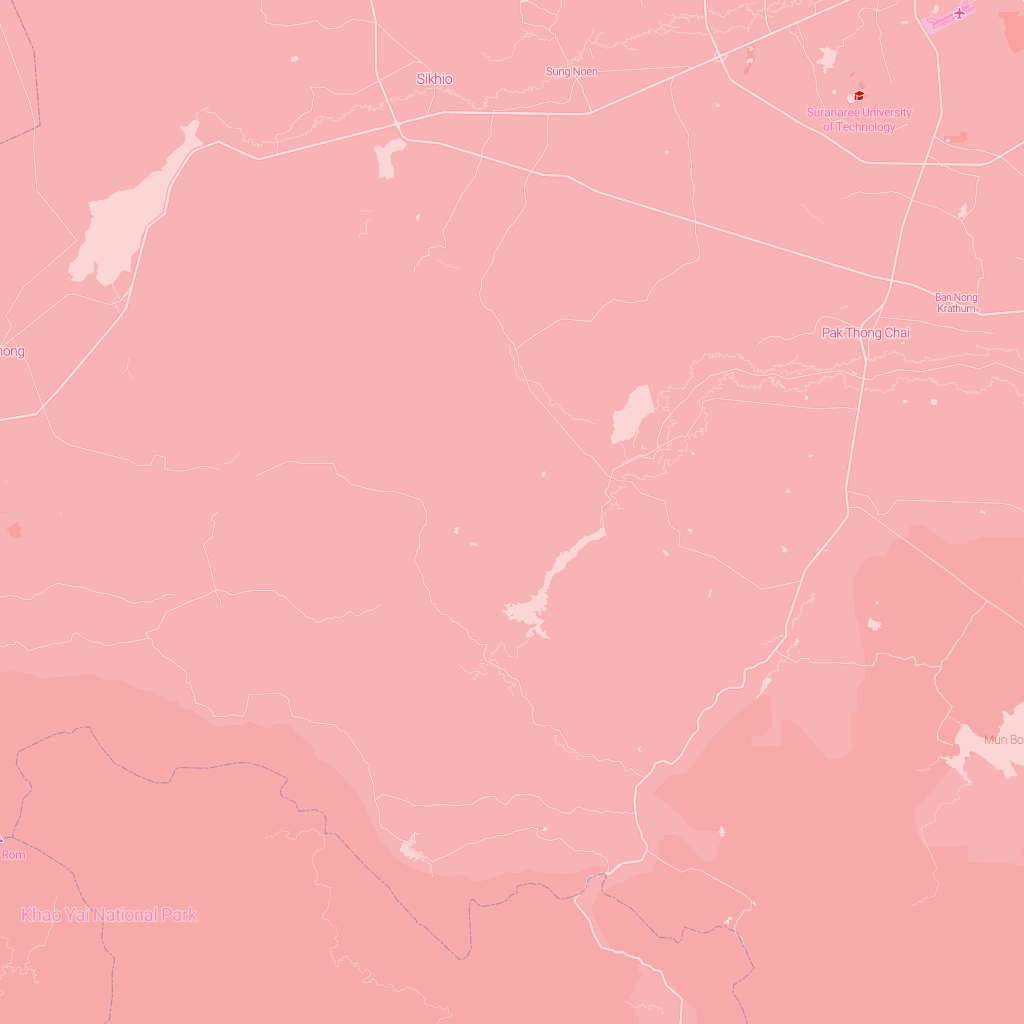 Sikhio
Sung Noen
Suranaree University
of Technology
Ban Nong
Krathum
Pak Thong Chai
hong
Mun Bo
Rom
Khao Yai National Park